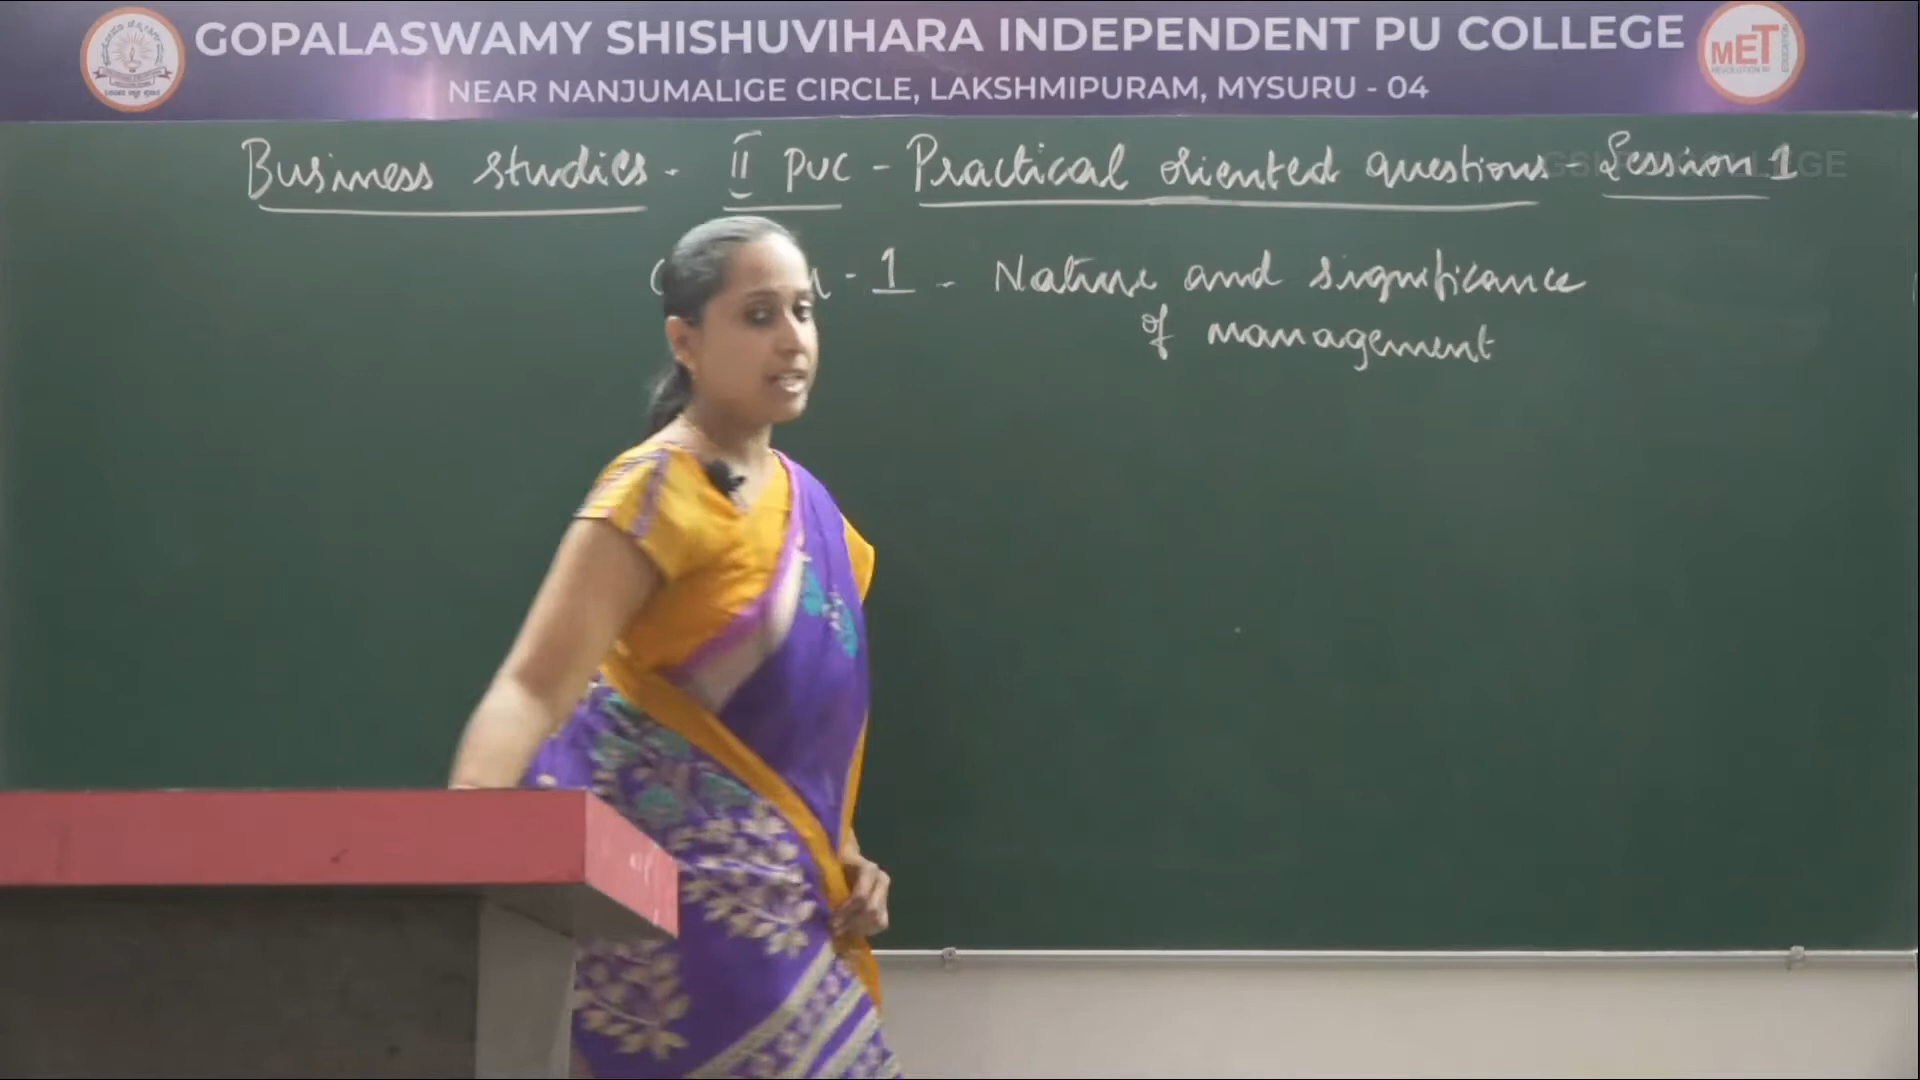 GOPALASWAMY SHISHUVIHARA INDEPENDENT PU COLLEGE
NEAR NANJUMALIGE CIRCLE, LAKSHMIPURAM, MYSURU - 04
MET
EDUCATION
Business studies - II PUC - Practical oriented questions - Session 1
- 1 - Nature and significance
of management